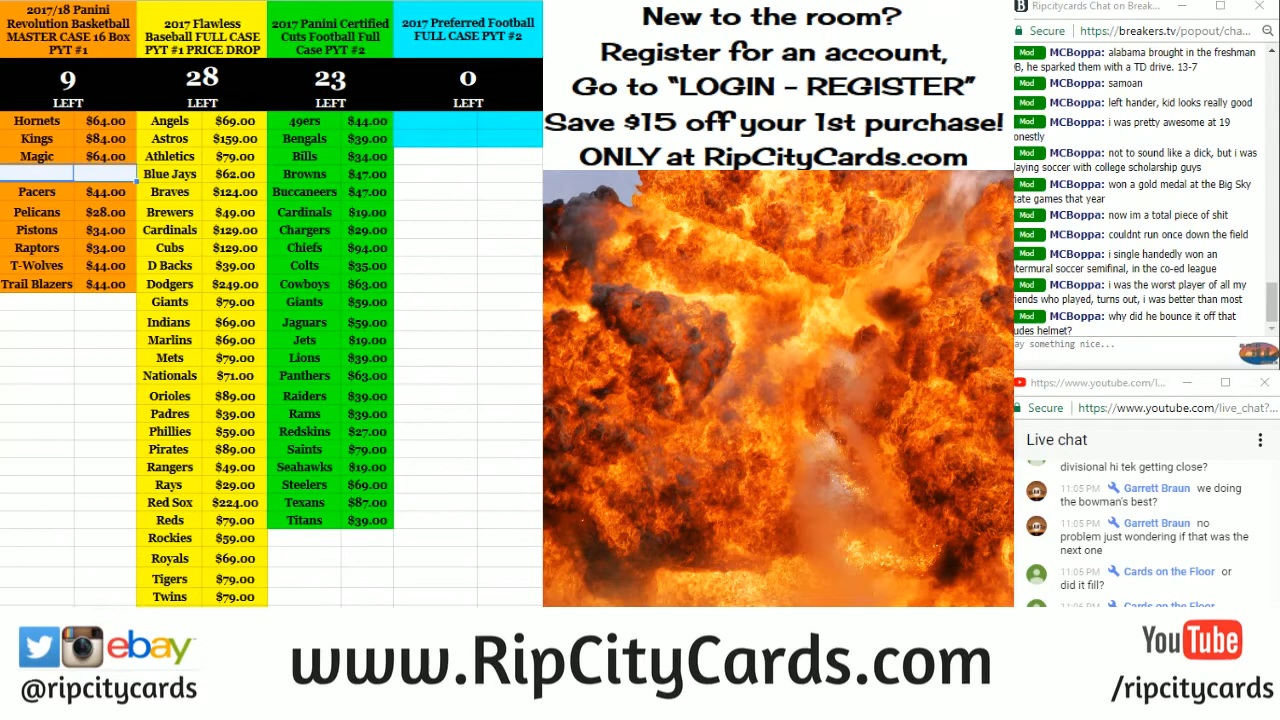 2017/18 Panini
Revolution Basketball
MASTER CASE 16 Box
PYT #1
9
LEFT
Hornets $64.00
Kings $84.00
Magic $64.00
Pacers $44.00
Pelicans $28.00
Pistons $34.00
Raptors $34.00
T-Wolves $44.00
Trail Blazers $44.00
2017 Flawless
Baseball FULL CASE
PYT #1 PRICE DROP
28
LEFT
Angels $69.00
Astros $159.00
Athletics $79.00
Blue Jays $62.00
Braves $124.00
Brewers $49.00
Cardinals $129.00
Cubs $129.00
D Backs $39.00
Dodgers $249.00
Giants $79.00
Indians $69.00
Marlins $69.00
Mets $79.00
Nationals $71.00
Orioles $89.00
Padres $39.00
Phillies $59.00
Pirates $89.00
Rangers $49.00
Rays $29.00
Red Sox $224.00
Reds $79.00
Rockies $59.00
Royals $69.00
Tigers $79.00
Twins $79.00
2017 Panini Certified
Cuts Football Full
Case PYT #2
23
LEFT
49ers $44.00
Bengals $39.00
Bills $34.00
Browns $47.00
Buccaneers $47.00
Cardinals $19.00
Chargers $29.00
Chiefs $94.00
Colts $35.00
Cowboys $63.00
Giants $59.00
Jaguars $59.00
Jets $19.00
Lions $39.00
Panthers $63.00
Raiders $39.00
Rams $39.00
Redskins $27.00
Saints $79.00
Seahawks $19.00
Steelers $69.00
Texans $87.00
Titans $39.00
2017 Preferred Football
FULL CASE PYT #2
0
LEFT
New to the room?
Register for an account,
Go to “LOGIN - REGISTER”
Save $15 off your 1st purchase!
ONLY at RipCityCards.com
Ripcitycards Chat on Break...
Secure https://breakers.tv/popout/cha...
Mod MCBoppa: alabama brought in the freshman
B, he sparked them with a TD drive. 13-7
Mod MCBoppa: samoan
Mod MCBoppa: left hander, kid looks really good
Mod MCBoppa: i was pretty awesome at 19
onestly
Mod MCBoppa: not to sound like a dick, but i was
laying soccer with college scholarship guys
Mod MCBoppa: won a gold medal at the Big Sky
tate games that year
Mod MCBoppa: now im a total piece of shit
Mod MCBoppa: couldnt run once down the field
Mod MCBoppa: i single handedly won an
ntermural soccer semifinal, in the co-ed league
Mod MCBoppa: i was the worst player of all my
iends who played, turns out, i was better than most
Mod MCBoppa: why did he bounce it off that
udes helmet?
ay something nice...
https://www.youtube.com/l...
Secure https://www.youtube.com/live_chat?...
Live chat
divisional hi tek getting close?
11:05 PM Garrett Braun we doing
the bowman's best?
11:05 PM Garrett Braun no
problem just wondering if that was the
next one
11:05 PM Cards on the Floor or
did it fill?
Cards on the Floor
ebay
@ripcitycards
www.RipCityCards.com
YouTube
/ripcitycards